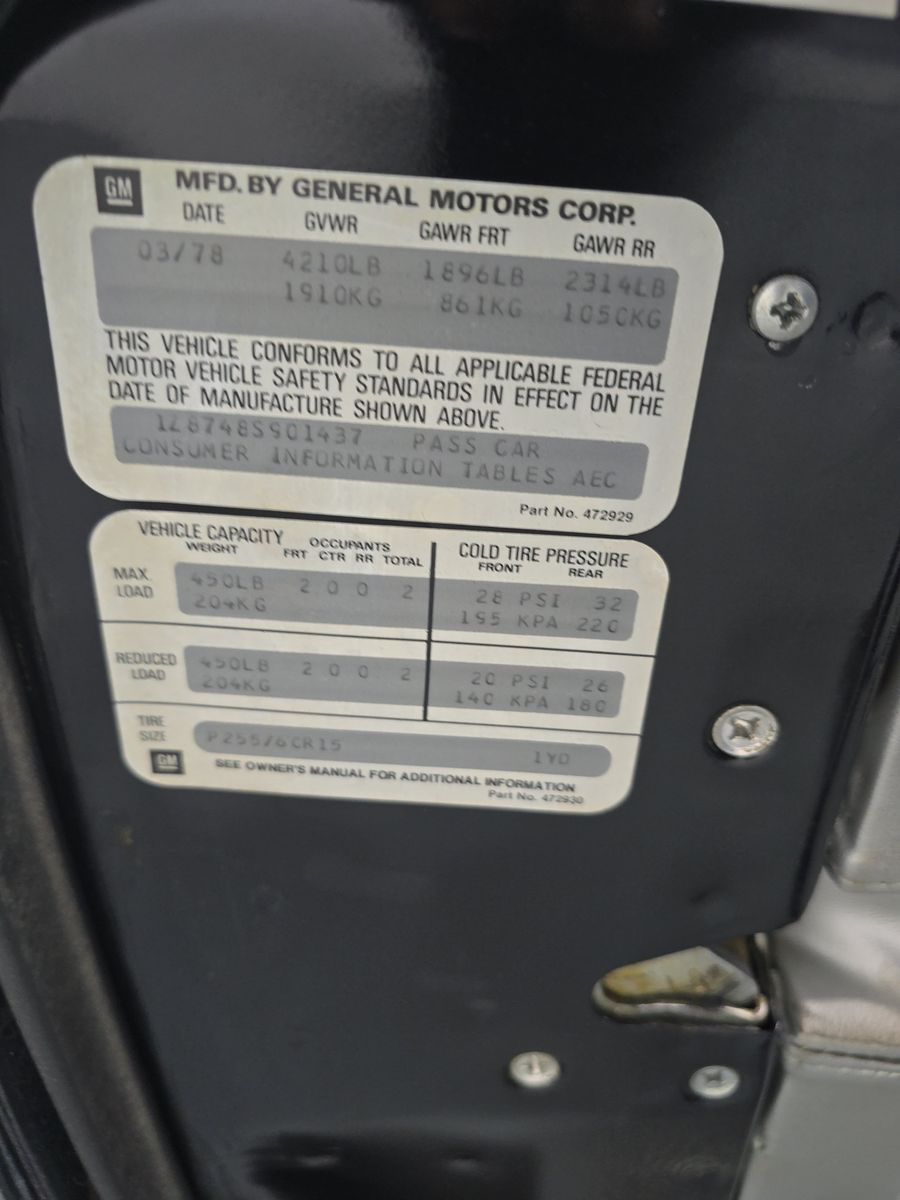 GM MFD. BY GENERAL MOTORS CORP.
DATE GVWR GAWR FRT GAWR RR
03/78 4210LB 1896LB 2314LB
1910KG 861KG 1050KG
THIS VEHICLE CONFORMS TO ALL APPLICABLE FEDERAL
MOTOR VEHICLE SAFETY STANDARDS IN EFFECT ON THE
DATE OF MANUFACTURE SHOWN ABOVE.
1Z8748S901437 PASS CAR
CONSUMER INFORMATION TABLES AEC
Part No. 472929
VEHICLE CAPACITY
WEIGHT OCCUPANTS
FRT CTR RR TOTAL
COLD TIRE PRESSURE
FRONT REAR
MAX. LOAD
450LB 2 0 0 2 28 PSI 32
204KG 195 KPA 220
REDUCED LOAD
450LB 2 0 0 2 20 PSI 26
204KG 140 KPA 180
TIRE SIZE
P255/60R15 1YD
GM SEE OWNER'S MANUAL FOR ADDITIONAL INFORMATION
Part No. 472930